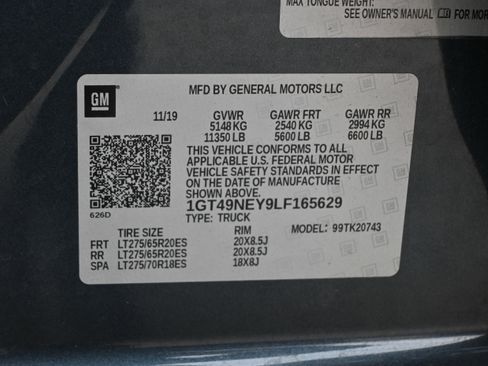 MAX TONGUE WEIGHT:
SEE OWNER'S MANUAL FOR MOR
GM
MFD BY GENERAL MOTORS LLC
11/19 GVWR GAWR FRT GAWR RR
5148 KG 2540 KG 2994 KG
11350 LB 5600 LB 6600 LB
THIS VEHICLE CONFORMS TO ALL
APPLICABLE U.S. FEDERAL MOTOR
VEHICLE SAFETY STANDARDS IN EFFECT
ON THE DATE OF MANUFACTURE
SHOWN ABOVE.
1GT49NEY9LF165629
626D TYPE: TRUCK
TIRE SIZE RIM MODEL: 99TK20743
FRT LT275/65R20ES 20X8.5J
RR LT275/65R20ES 20X8.5J
SPA LT275/70R18ES 18X8J